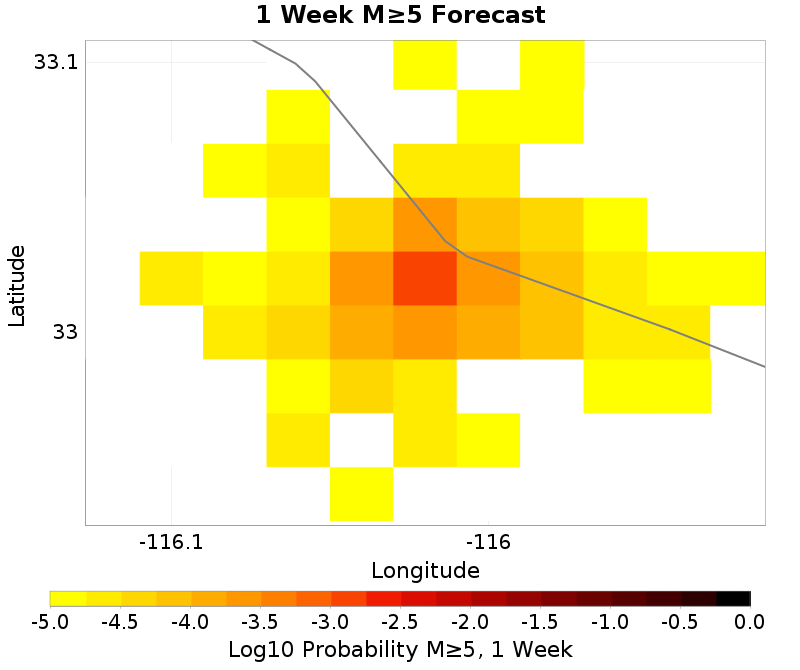 1 Week M≥5 Forecast
33.1
33
Latitude
-116.1 -116
Longitude
-5.0 -4.5 -4.0 -3.5 -3.0 -2.5 -2.0 -1.5 -1.0 -0.5 0.0
Log10 Probability M≥5, 1 Week